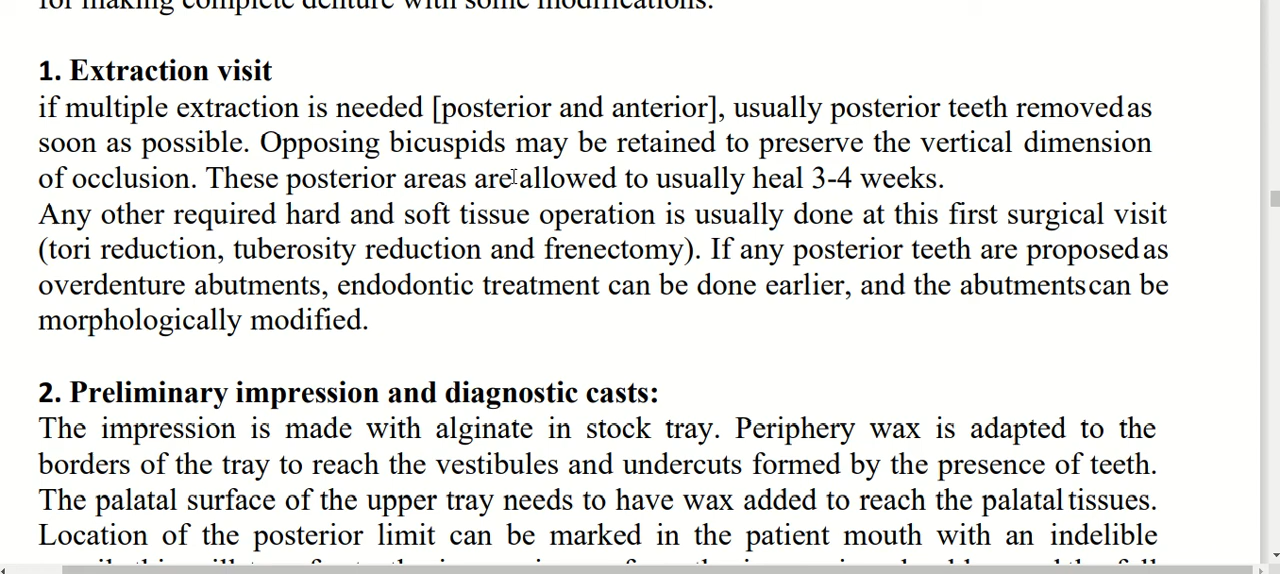 for making complete denture with some modifications.
1. Extraction visit
if multiple extraction is needed [posterior and anterior], usually posterior teeth removed as
soon as possible. Opposing bicuspids may be retained to preserve the vertical dimension
of occlusion. These posterior areas are allowed to usually heal 3-4 weeks.
Any other required hard and soft tissue operation is usually done at this first surgical visit
(tori reduction, tuberosity reduction and frenectomy). If any posterior teeth are proposed as
overdenture abutments, endodontic treatment can be done earlier, and the abutments can be
morphologically modified.
2. Preliminary impression and diagnostic casts:
The impression is made with alginate in stock tray. Periphery wax is adapted to the
borders of the tray to reach the vestibules and undercuts formed by the presence of teeth.
The palatal surface of the upper tray needs to have wax added to reach the palatal tissues.
Location of the posterior limit can be marked in the patient mouth with an indelible